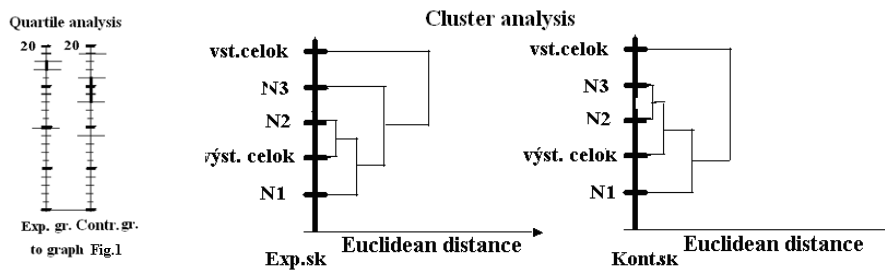 Quartile analysis
20 20
Exp. gr. Contr. gr.
to graph Fig.1
Cluster analysis
vst.celok
N3
N2
výst. celok
N1
Euclidean distance
Exp.sk
vst.celok
N3
N2
výst. celok
N1
Euclidean distance
Kont.sk